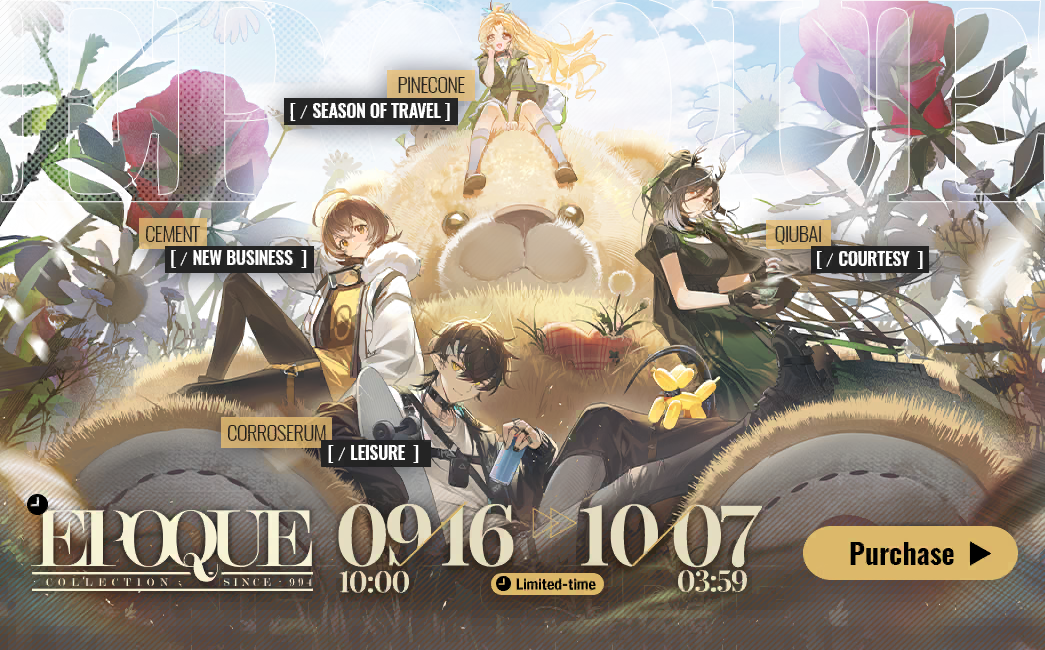 PINECONE
[ / SEASON OF TRAVEL ]
CEMENT
[ / NEW BUSINESS ]
QIUBAI
[ / COURTESY ]
CORROSERUM
[ / LEISURE ]
EPOQUE
COLLECTION SINCE · 994
09/16 10/07
10:00 03:59
Limited-time
Purchase